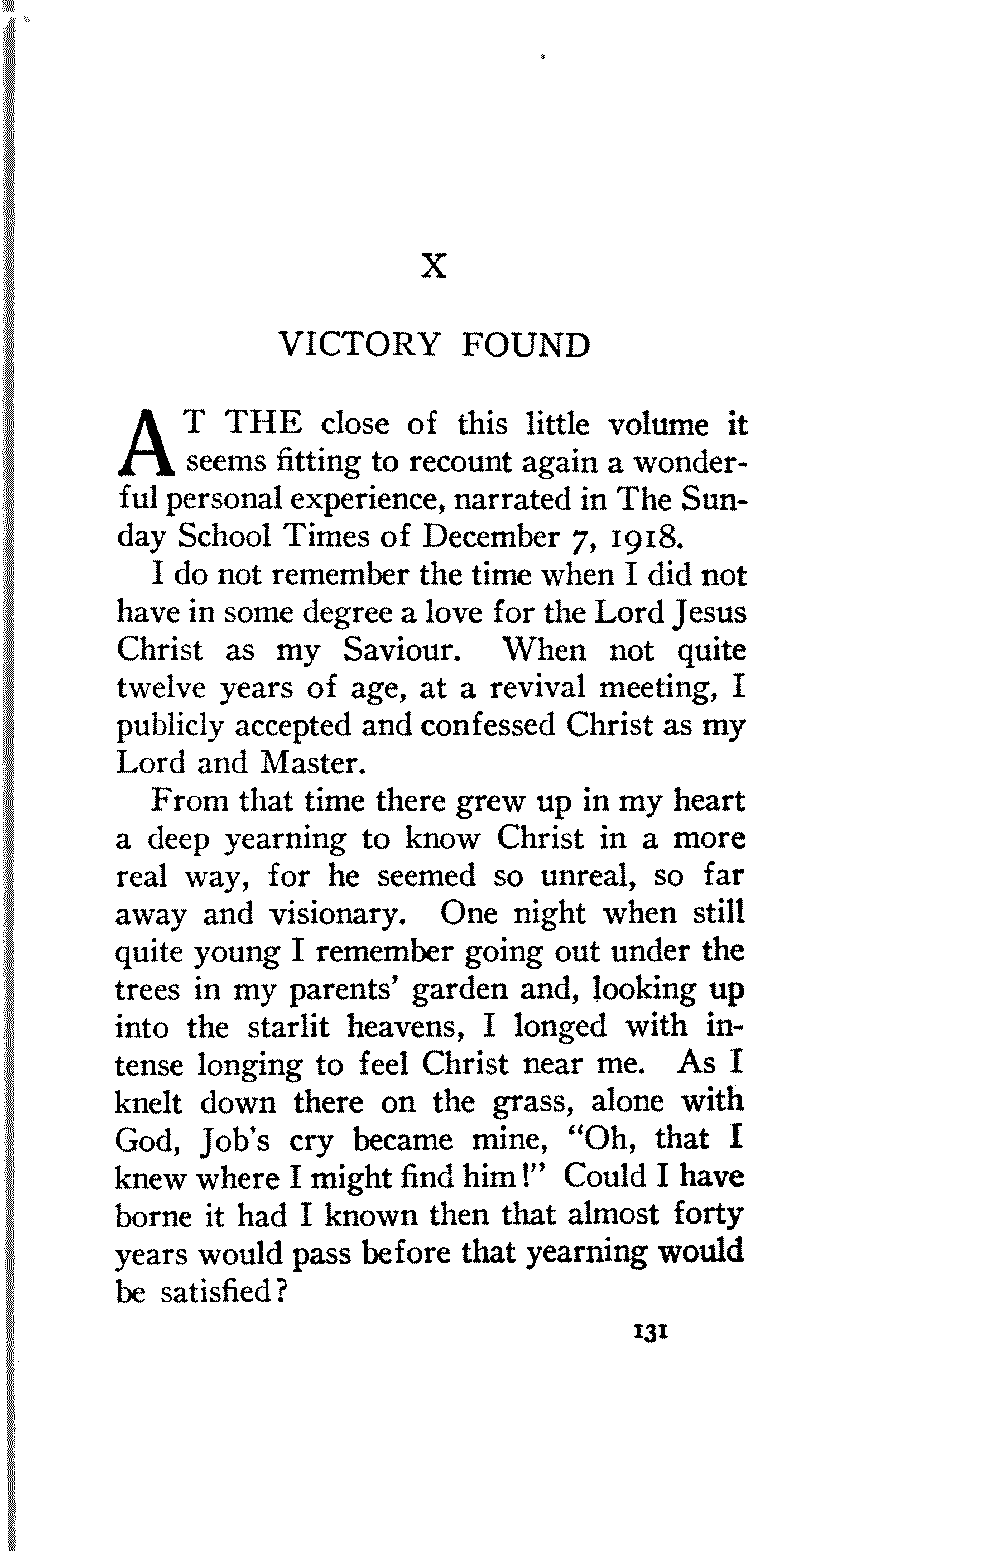 X
VICTORY FOUND
AT THE close of this little volume it
seems fitting to recount again a wonder-
ful personal experience, narrated in The Sun-
day School Times of December 7, 1918.
I do not remember the time when I did not
have in some degree a love for the Lord Jesus
Christ as my Saviour. When not quite
twelve years of age, at a revival meeting, I
publicly accepted and confessed Christ as my
Lord and Master.
From that time there grew up in my heart
a deep yearning to know Christ in a more
real way, for he seemed so unreal, so far
away and visionary. One night when still
quite young I remember going out under the
trees in my parents' garden and, looking up
into the starlit heavens, I longed with in-
tense longing to feel Christ near me. As I
knelt down there on the grass, alone with
God, Job's cry became mine, "Oh, that I
knew where I might find him!" Could I have
borne it had I known then that almost forty
years would pass before that yearning would
be satisfied?
131